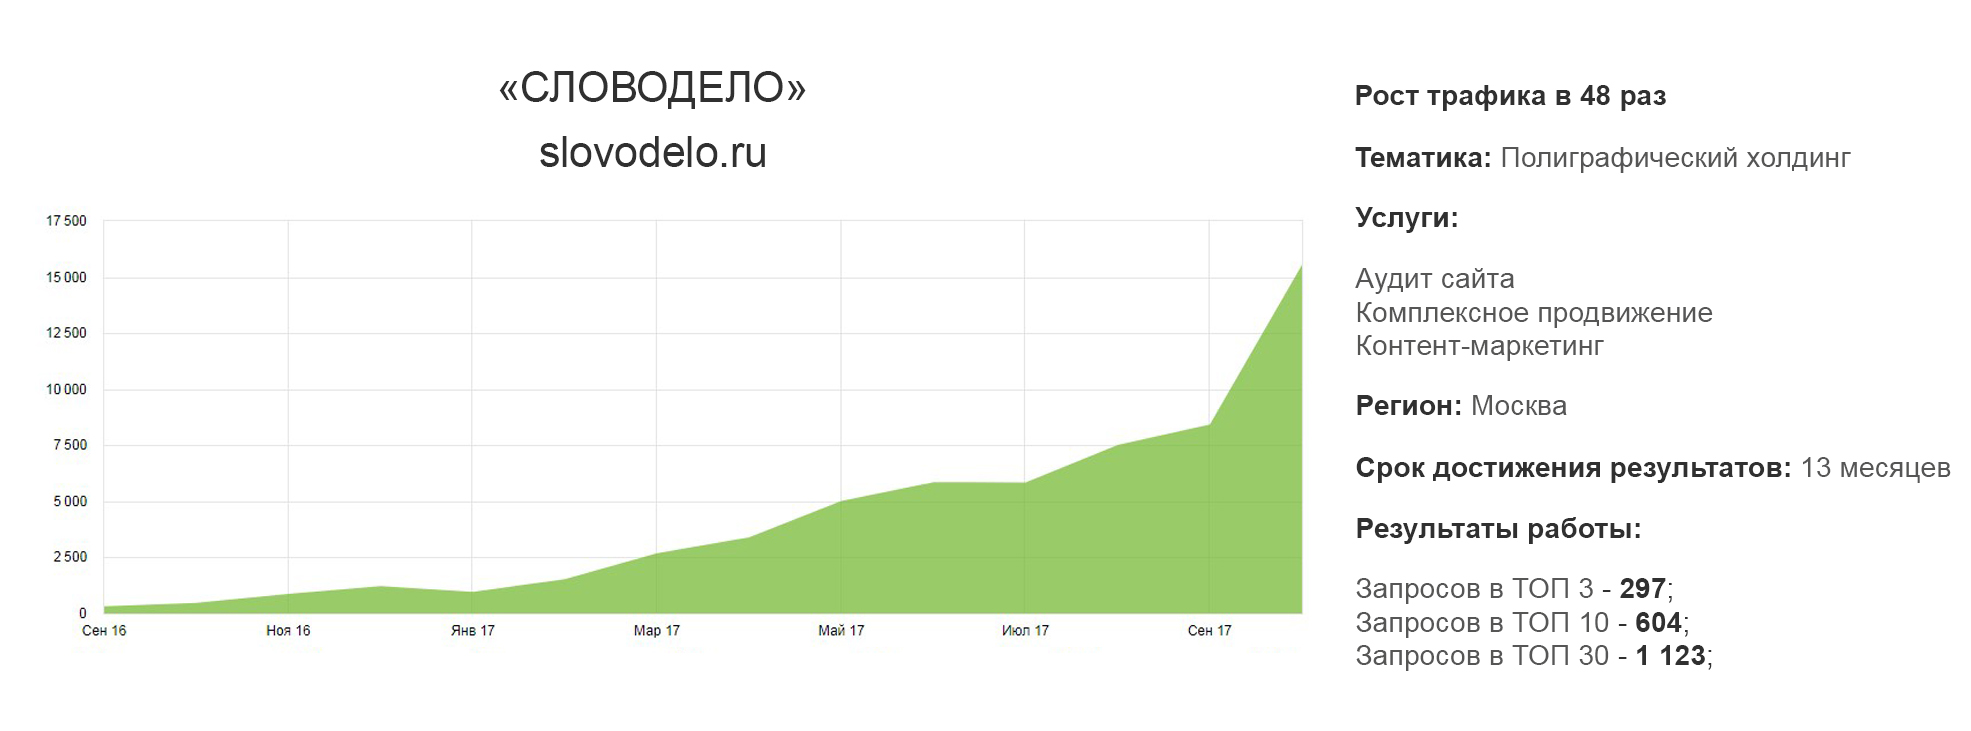 «СЛОВОДЕЛО»
slovodelo.ru
17 500
15 000
12 500
10 000
7 500
5 000
2 500
0
Сен 16 Ноя 16 Янв 17 Мар 17 Май 17 Июл 17 Сен 17
Рост трафика в 48 раз
Тематика: Полиграфический холдинг
Услуги:
Аудит сайта
Комплексное продвижение
Контент-маркетинг
Регион: Москва
Срок достижения результатов: 13 месяцев
Результаты работы:
Запросов в ТОП 3 - 297;
Запросов в ТОП 10 - 604;
Запросов в ТОП 30 - 1 123;